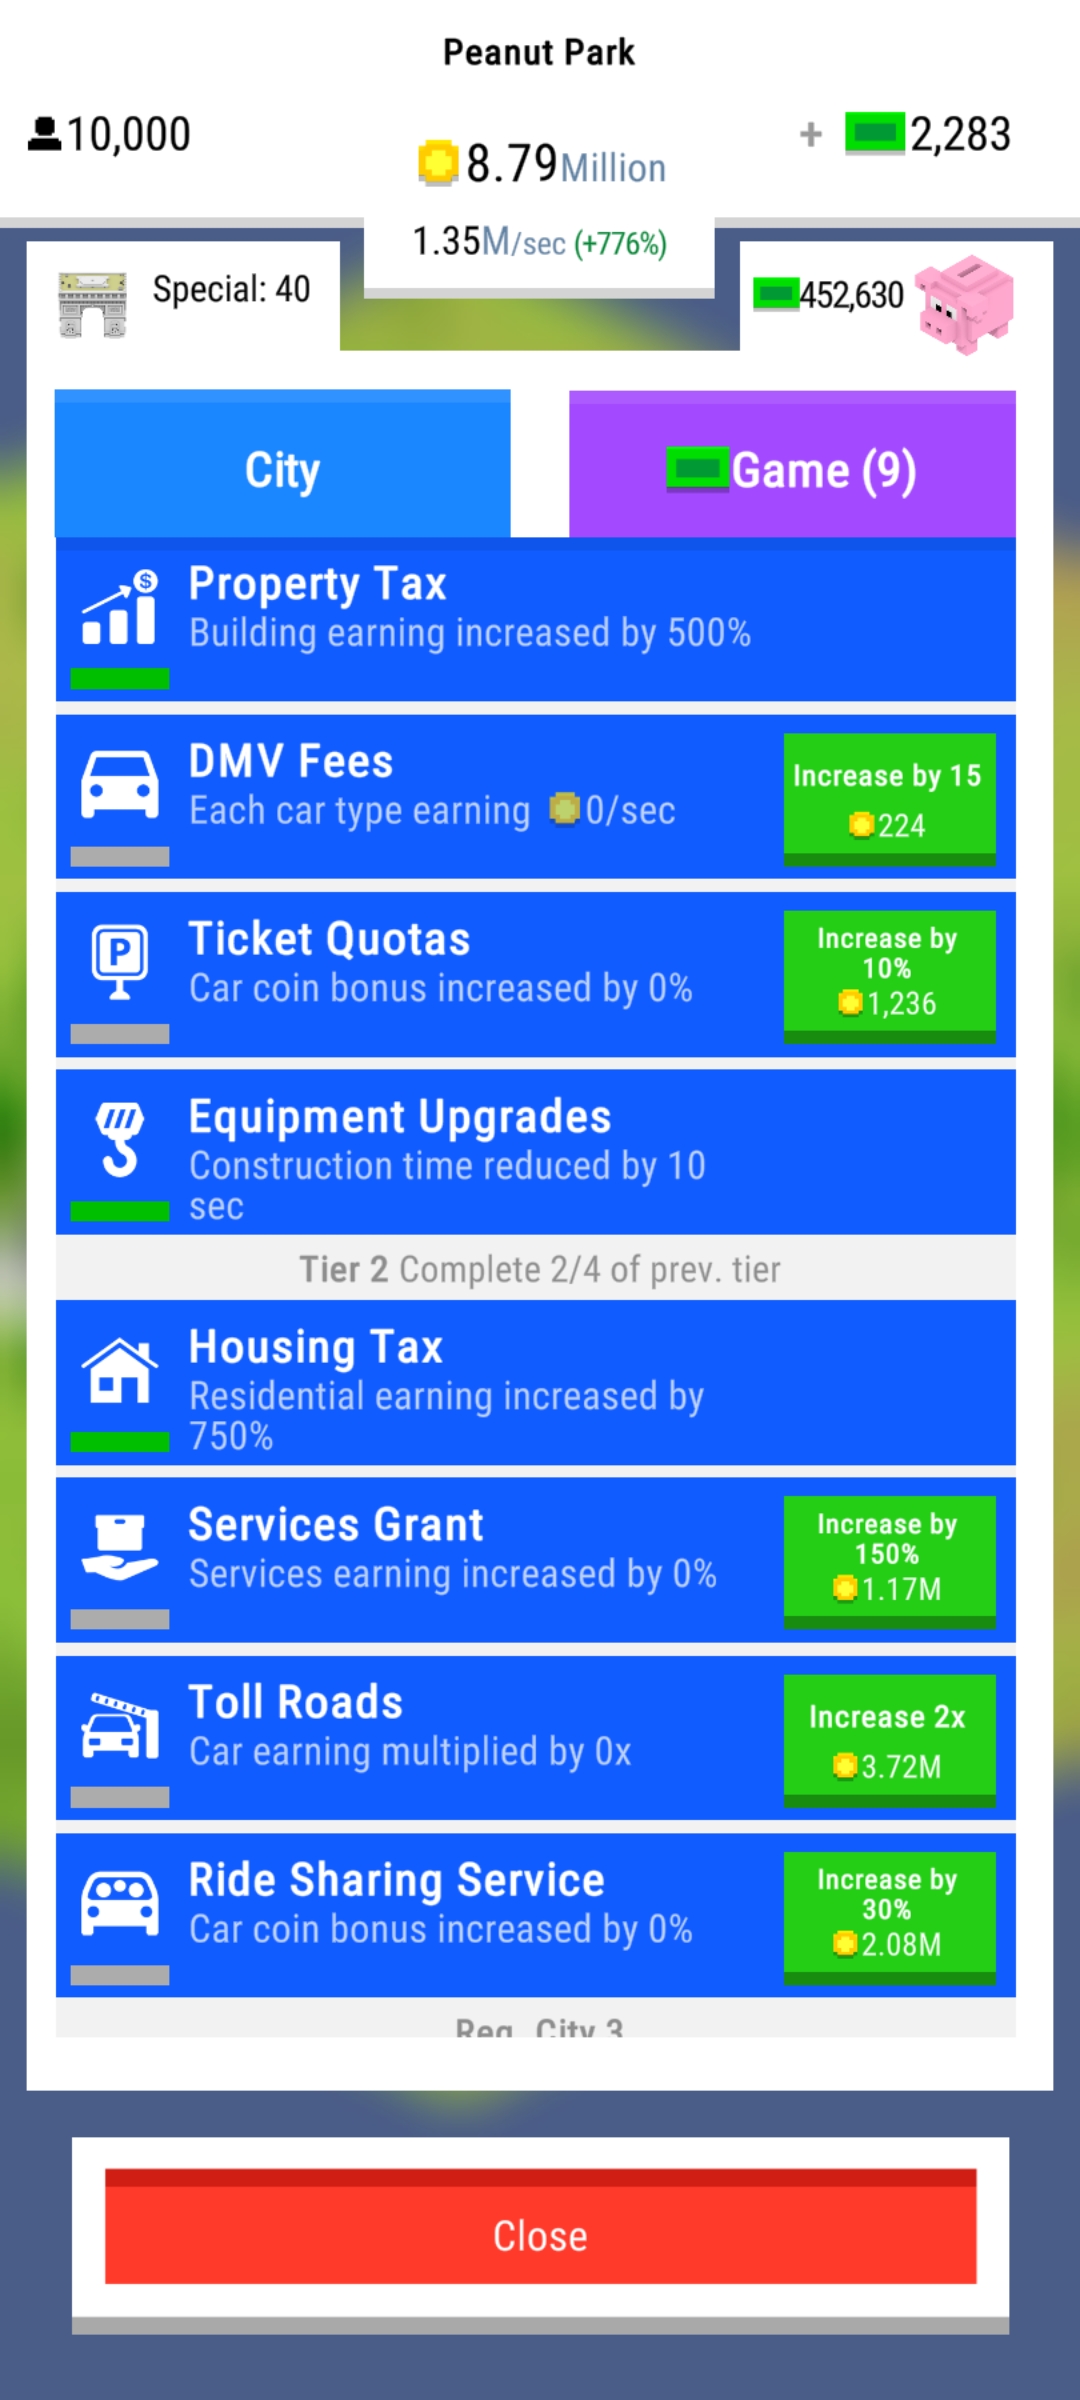 Peanut Park
10,000
8.79Million
+ 2,283
1.35M/sec (+776%)
Special: 40
452,630
City
Game (9)
Property Tax
Building earning increased by 500%
DMV Fees
Each car type earning 0/sec
Increase by 15
224
Ticket Quotas
Car coin bonus increased by 0%
Increase by
10%
1,236
Equipment Upgrades
Construction time reduced by 10
sec
Tier 2 Complete 2/4 of prev. tier
Housing Tax
Residential earning increased by
750%
Services Grant
Services earning increased by 0%
Increase by
150%
1.17M
Toll Roads
Car earning multiplied by 0x
Increase 2x
3.72M
Ride Sharing Service
Car coin bonus increased by 0%
Increase by
30%
2.08M
Req. City 3
Close